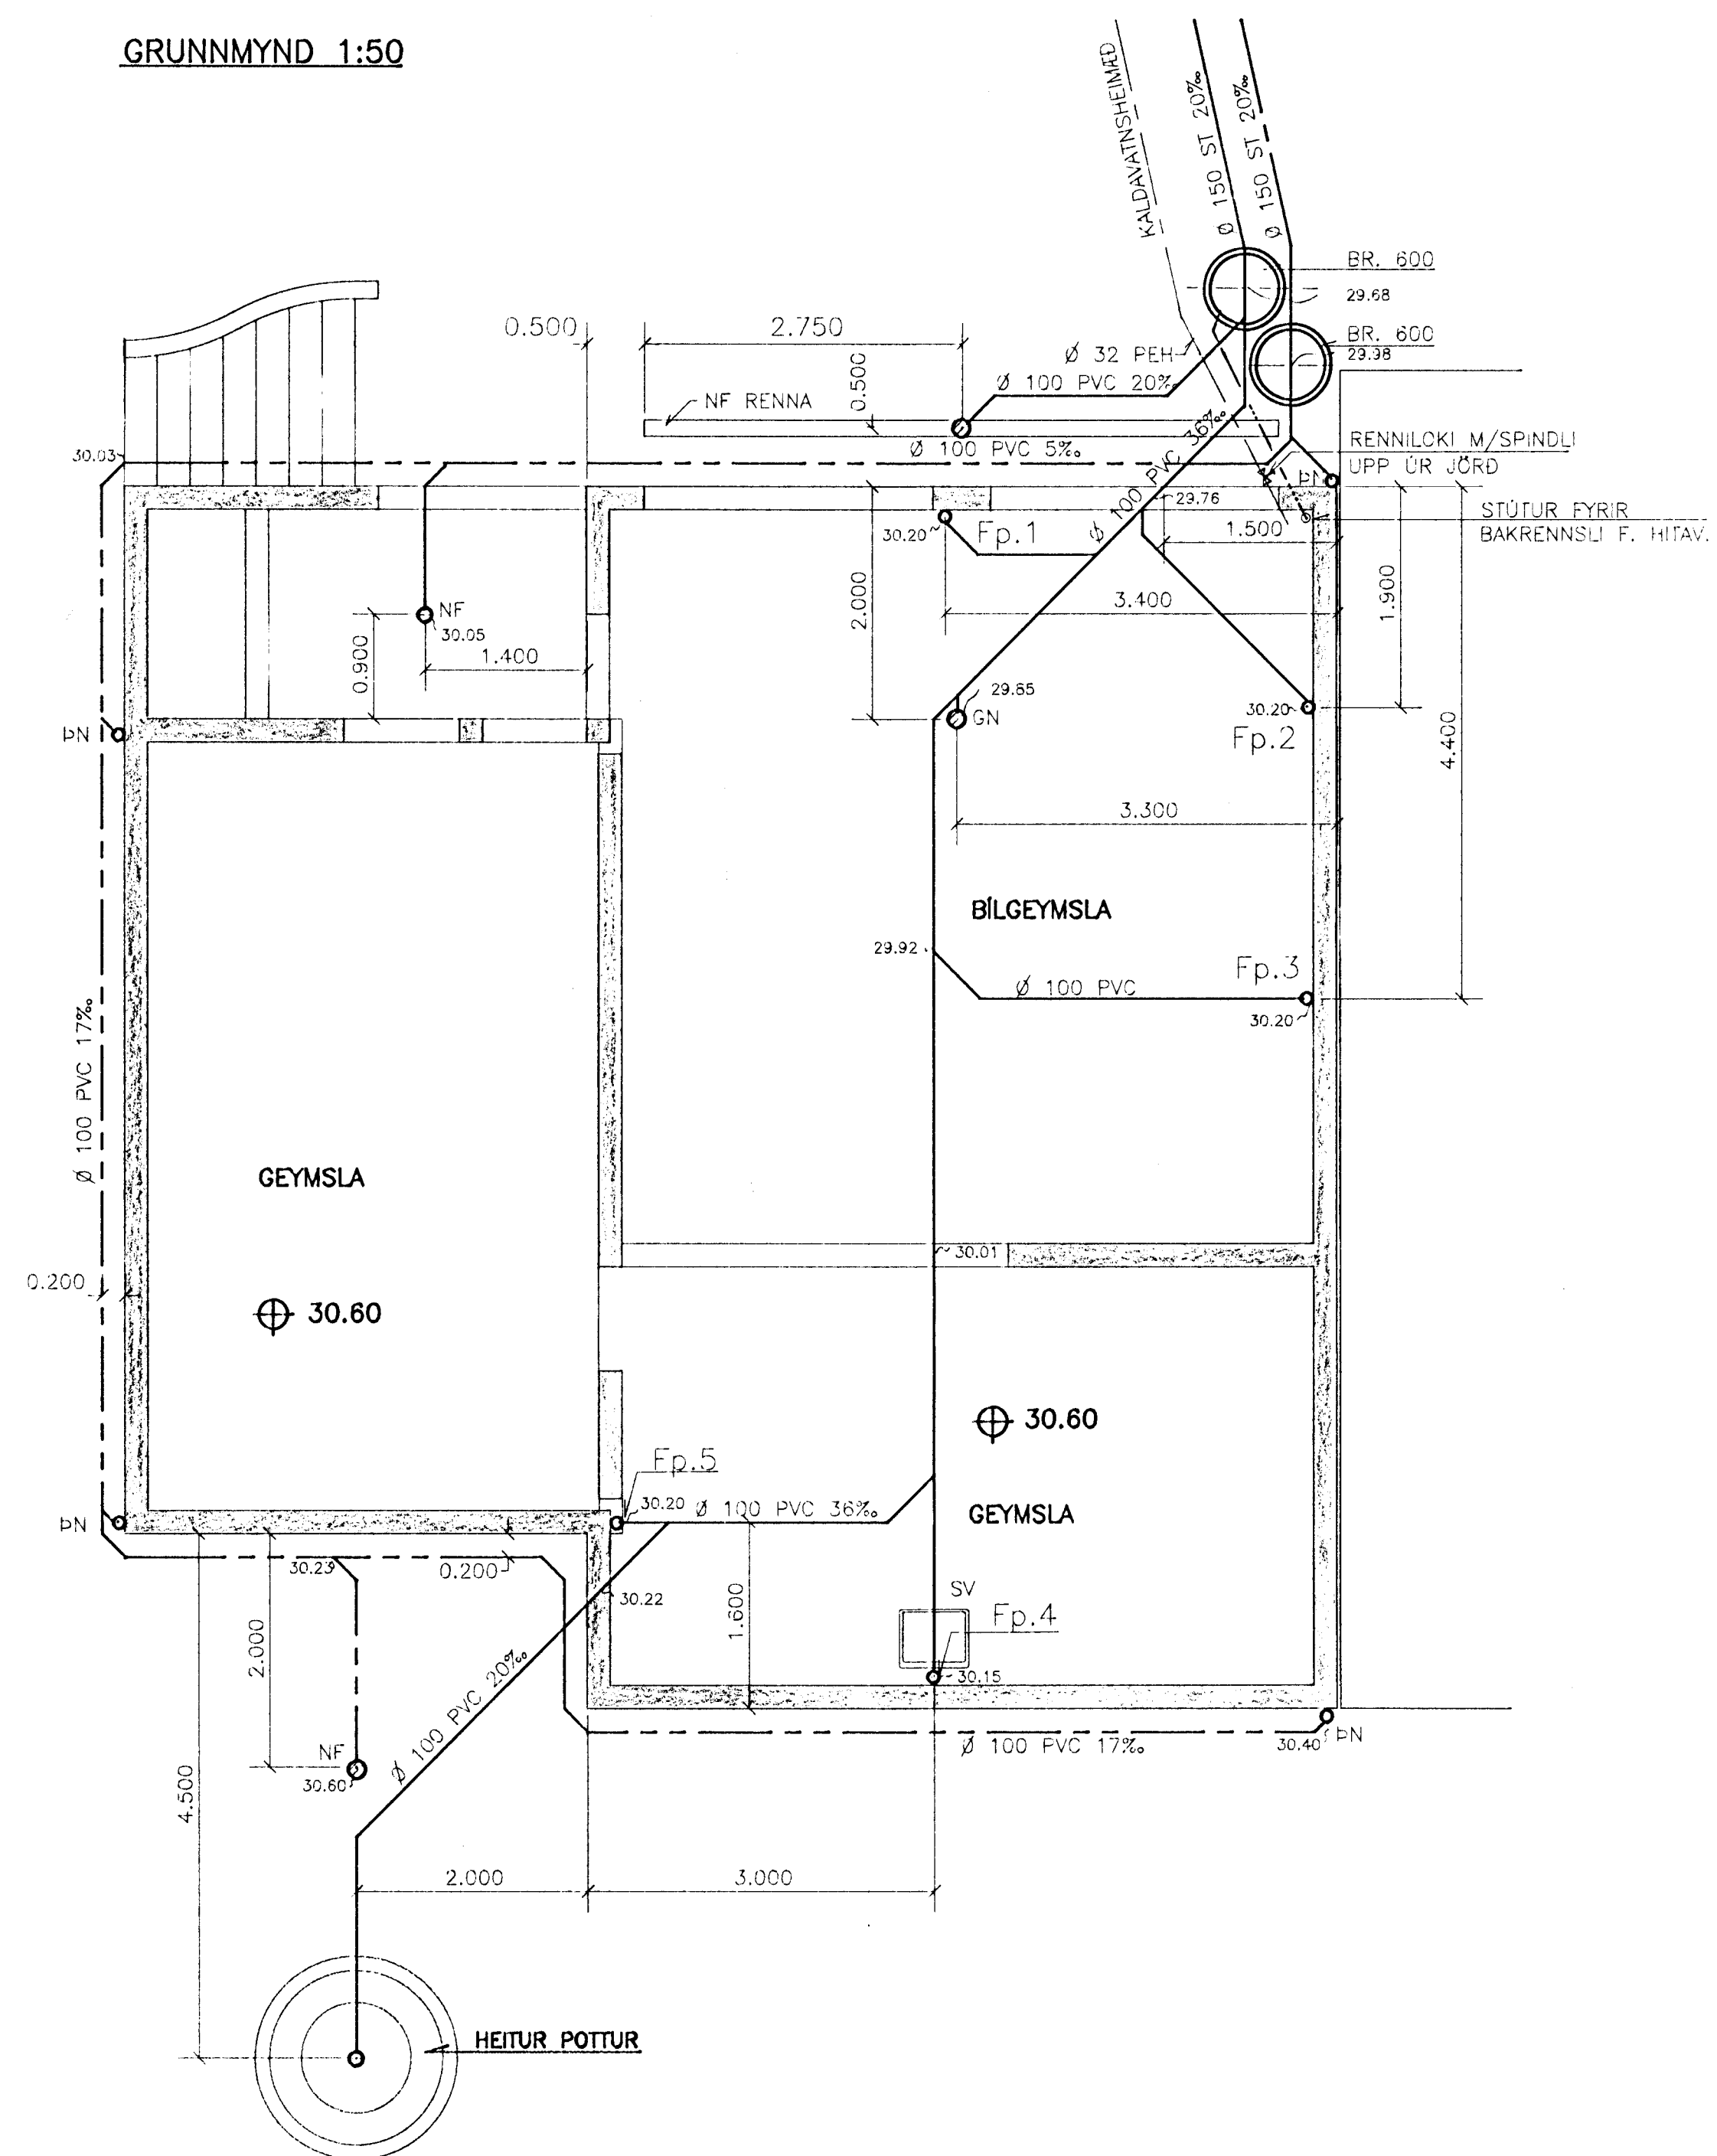 GRUNNMYND 1:50
KALDAVATNSHEIMÆÐ
Ø 150 ST 20‰
Ø 150 ST 20‰
BR. 600
29.68
BR. 600
29.98
0.500
2.750
Ø 32 PEH
Ø 100 PVC 20‰
0.500
NF RENNA
Ø 100 PVC 5‰
Ø 100 PVC 36‰
30.03
RENNILOKI M/SPINDLI
UPP ÚR JÖRÐ
ÞN
29.76
STÚTUR FYRIR
BAKRENNSLI F. HITAV.
1.500
30.20
Fp.1
2.000
3.400
1.900
NF
30.05
0.900
1.400
29.65
GN
30.20
Fp.2
4.400
ÞN
3.300
BÍLGEYMSLA
29.92
Fp.3
Ø 100 PVC
30.20
Ø 100 PVC 17‰
GEYMSLA
30.01
0.200
30.60
30.60
Fp.5
30.20
Ø 100 PVC 36‰
GEYMSLA
ÞN
30.23
0.200
30.22
1.600
SV
Fp.4
30.15
2.000
Ø 100 PVC 20‰
NF
30.60
Ø 100 PVC 17‰
30.40
ÞN
4.500
2.000
3.000
HEITUR POTTUR